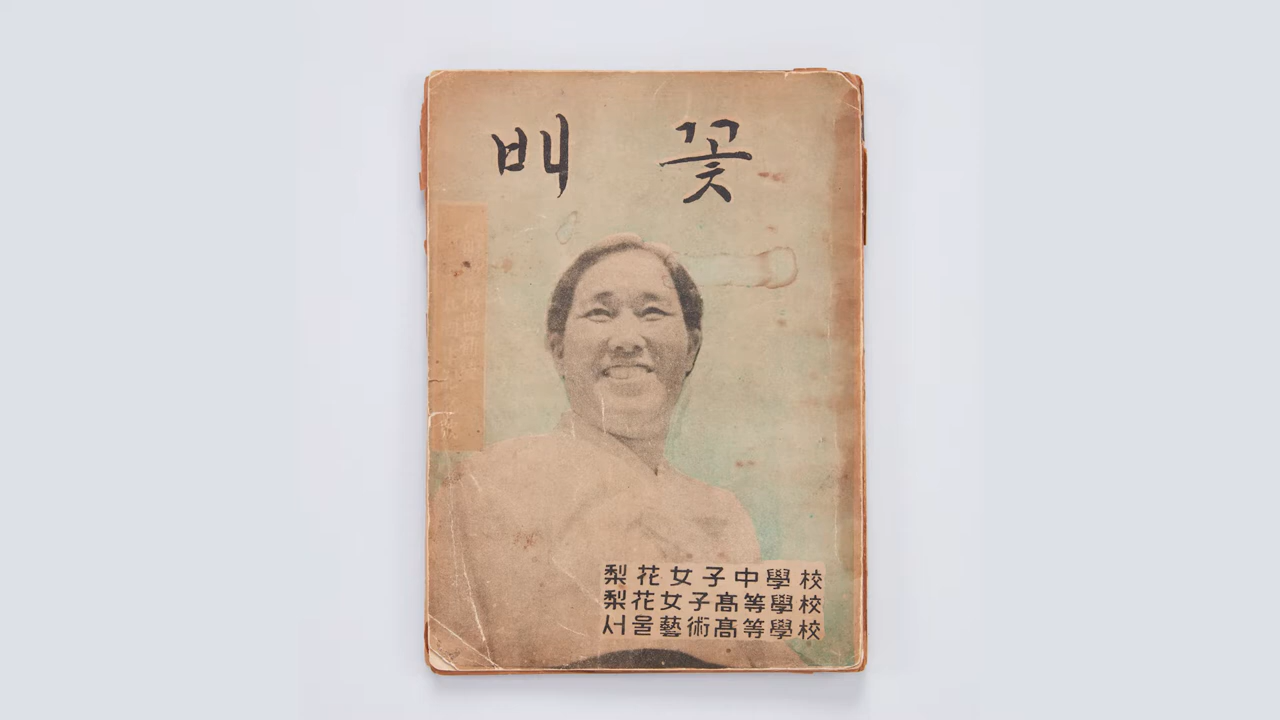 배 꽃
梨花女子中學校
梨花女子高等學校
서울藝術高等學校